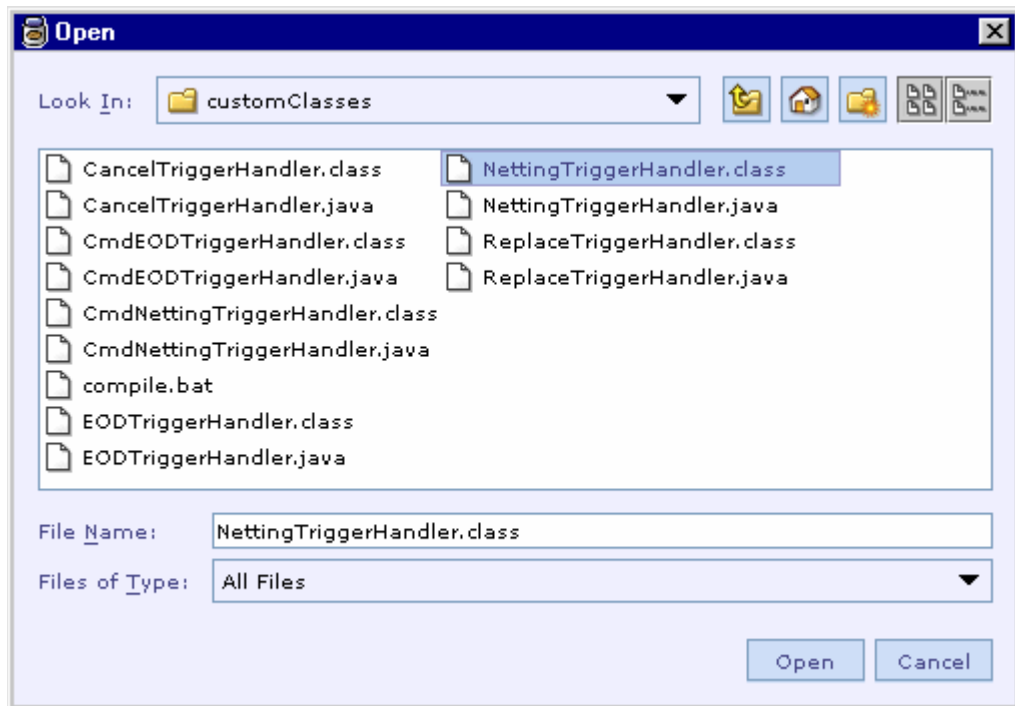 Open
Look In: customClasses
CancelTriggerHandler.class
CancelTriggerHandler.java
CmdEODTriggerHandler.class
CmdEODTriggerHandler.java
CmdNettingTriggerHandler.class
CmdNettingTriggerHandler.java
compile.bat
EODTriggerHandler.class
EODTriggerHandler.java
NettingTriggerHandler.class
NettingTriggerHandler.java
ReplaceTriggerHandler.class
ReplaceTriggerHandler.java
File Name: NettingTriggerHandler.class
Files of Type: All Files
Open Cancel